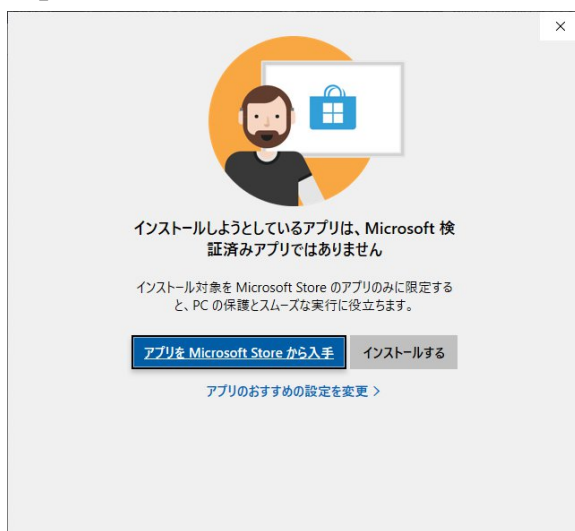 インストールしようとしているアプリは、Microsoft 検
証済みアプリではありません
インストール対象を Microsoft Store のアプリのみに限定する
と、PC の保護とスムーズな実行に役立ちます。
アプリを Microsoft Store から入手
インストールする
アプリのおすすめの設定を変更 >